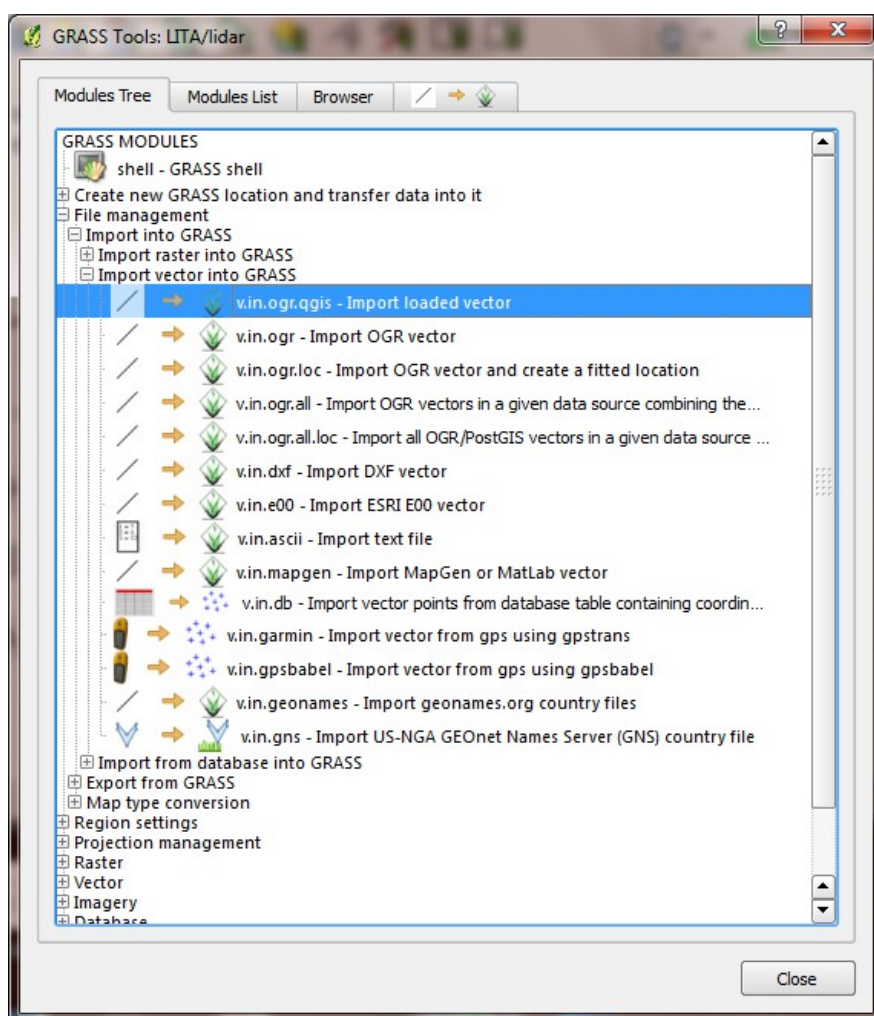 GRASS Tools: LITA/lidar
Modules Tree Modules List Browser
GRASS MODULES
shell - GRASS shell
Create new GRASS location and transfer data into it
File management
Import into GRASS
Import raster into GRASS
Import vector into GRASS
v.in.ogr.qgis - Import loaded vector
v.in.ogr - Import OGR vector
v.in.ogr.loc - Import OGR vector and create a fitted location
v.in.ogr.all - Import OGR vectors in a given data source combining the...
v.in.ogr.all.loc - Import all OGR/PostGIS vectors in a given data source ...
v.in.dxf - Import DXF vector
v.in.e00 - Import ESRI E00 vector
v.in.ascii - Import text file
v.in.mapgen - Import MapGen or MatLab vector
v.in.db - Import vector points from database table containing coordin...
v.in.garmin - Import vector from gps using gpstrans
v.in.gpsbabel - Import vector from gps using gpsbabel
v.in.geonames - Import geonames.org country files
v.in.gns - Import US-NGA GEOnet Names Server (GNS) country file
Import from database into GRASS
Export from GRASS
Map type conversion
Region settings
Projection management
Raster
Vector
Imagery
Database
Close